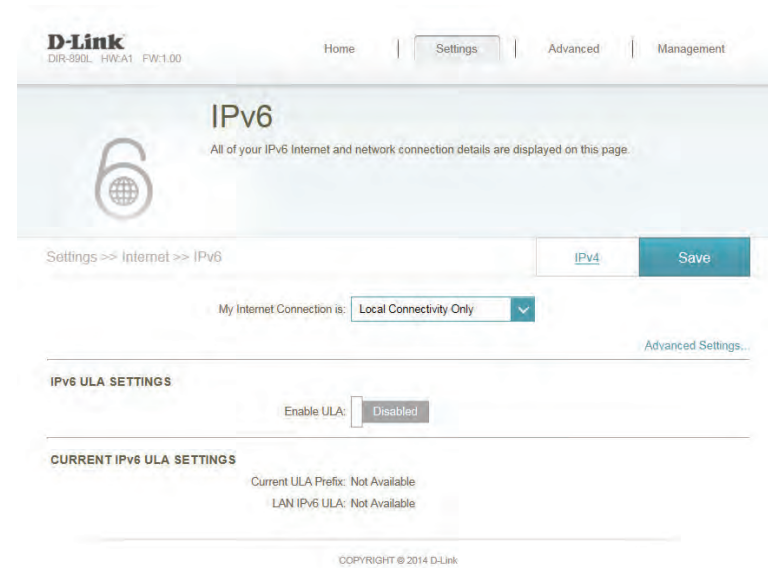 D-Link
DIR-890L HW:A1 FW:1.00
Home | Settings | Advanced | Management
IPv6
All of your IPv6 Internet and network connection details are displayed on this page.
Settings >> Internet >> IPv6
IPv4
Save
My Internet Connection is: Local Connectivity Only
Advanced Settings...
IPv6 ULA SETTINGS
Enable ULA: Disabled
CURRENT IPv6 ULA SETTINGS
Current ULA Prefix: Not Available
LAN IPv6 ULA: Not Available
COPYRIGHT © 2014 D-Link